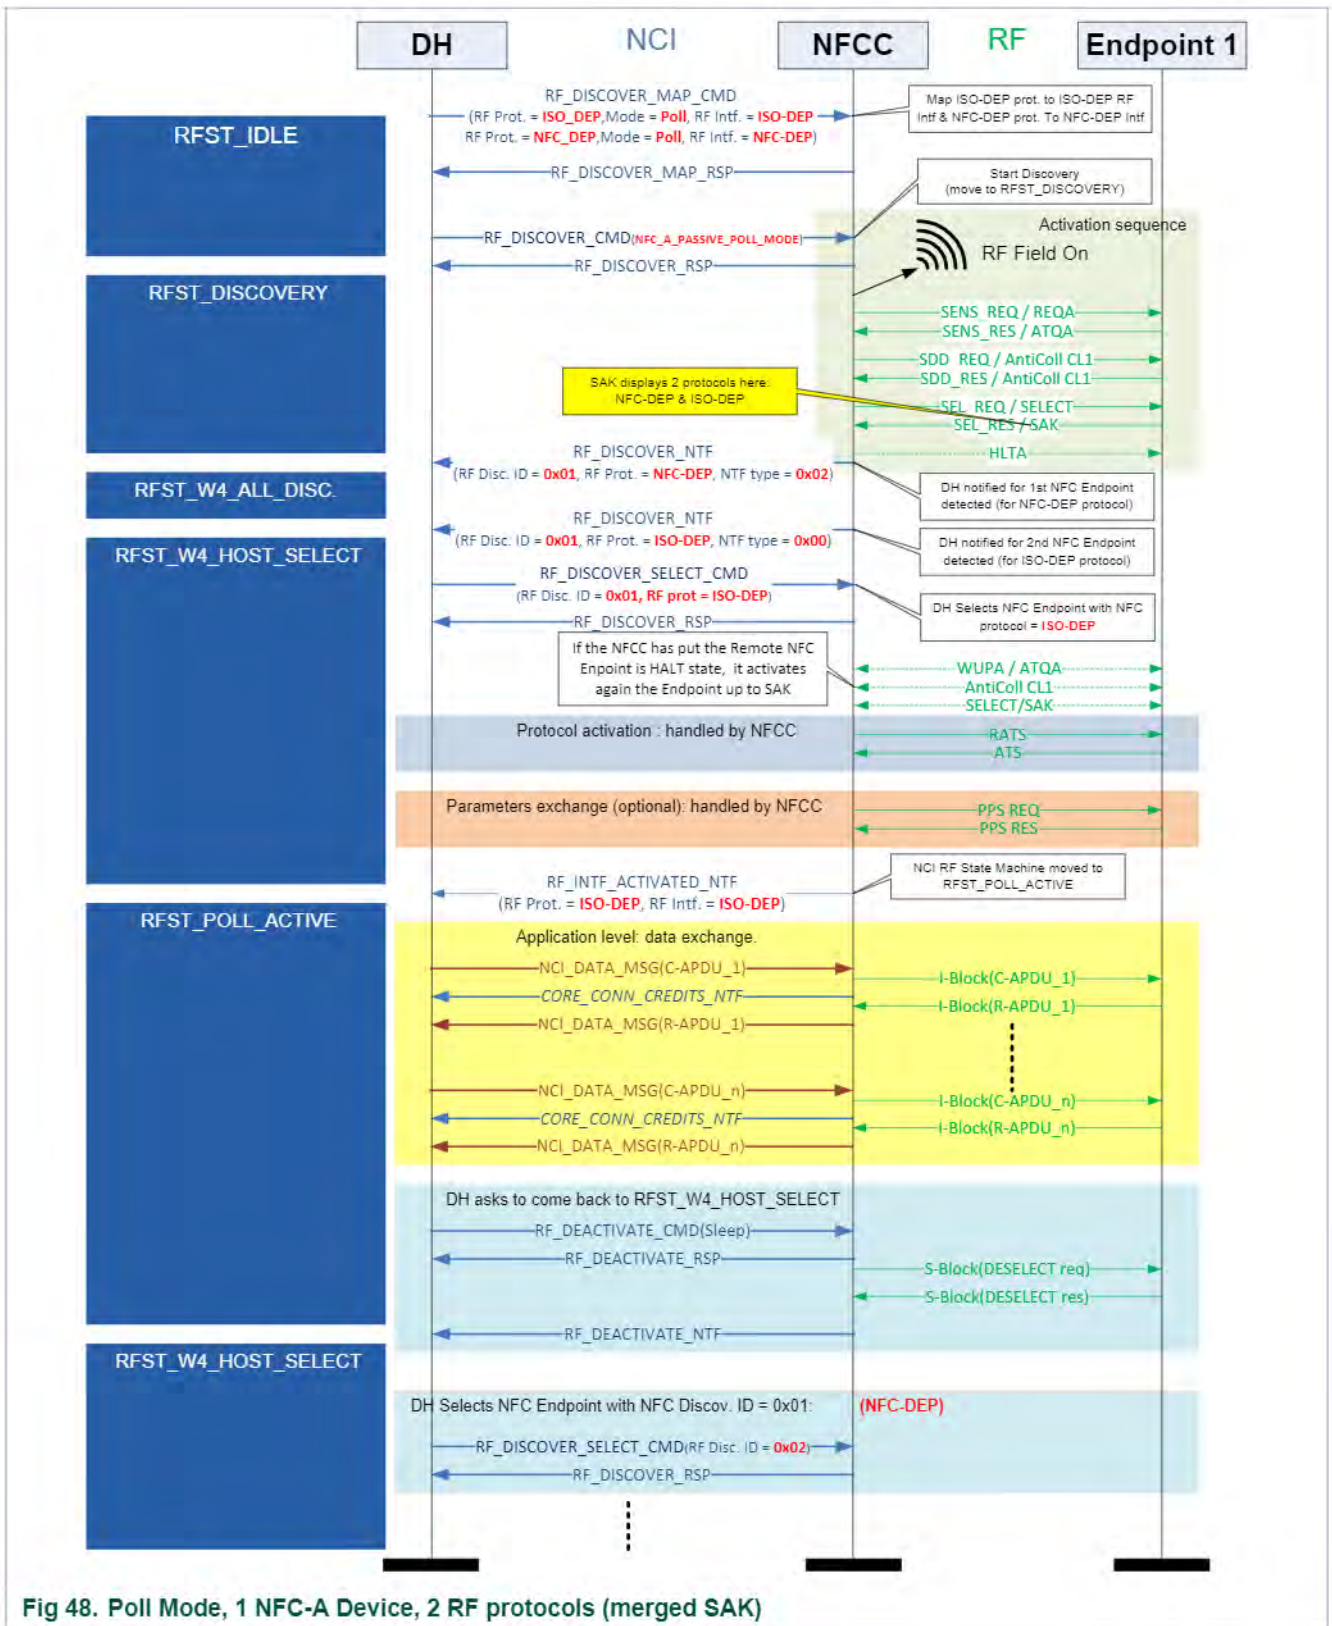 DH
NCI
NFCC
RF
Endpoint 1
RFST_IDLE
RF_DISCOVER_MAP_CMD
(RF Prot. = ISO_DEP,Mode = Poll, RF Intf. = ISO-DEP
RF Prot. = NFC_DEP,Mode = Poll, RF Intf. = NFC-DEP)
Map ISO-DEP prot. to ISO-DEP RF
Intf & NFC-DEP prot. To NFC-DEP Intf
RF_DISCOVER_MAP_RSP
Start Discovery
(move to RFST_DISCOVERY)
Activation sequence
RF_DISCOVER_CMD(NFC_A_PASSIVE_POLL_MODE)
RF Field On
RF_DISCOVER_RSP
RFST_DISCOVERY
SENS_REQ / REQA
SENS_RES / ATQA
SDD_REQ / AntiColl CL1
SDD_RES / AntiColl CL1
SAK displays 2 protocols here:
NFC-DEP & ISO-DEP
SEL_REQ / SELECT
SEL_RES / SAK
HLTA
RF_DISCOVER_NTF
(RF Disc. ID = 0x01, RF Prot. = NFC-DEP, NTF type = 0x02)
DH notified for 1st NFC Endpoint
detected (for NFC-DEP protocol)
RFST_W4_ALL_DISC.
RF_DISCOVER_NTF
(RF Disc. ID = 0x01, RF Prot. = ISO-DEP, NTF type = 0x00)
DH notified for 2nd NFC Endpoint
detected (for ISO-DEP protocol)
RFST_W4_HOST_SELECT
RF_DISCOVER_SELECT_CMD
(RF Disc. ID = 0x01, RF prot = ISO-DEP)
DH Selects NFC Endpoint with NFC
protocol = ISO-DEP
RF_DISCOVER_RSP
If the NFCC has put the Remote NFC
Enpoint is HALT state, it activates
again the Endpoint up to SAK
WUPA / ATQA
AntiColl CL1
SELECT/SAK
Protocol activation : handled by NFCC
RATS
ATS
Parameters exchange (optional): handled by NFCC
PPS REQ
PPS RES
NCI RF State Machine moved to
RFST_POLL_ACTIVE
RF_INTF_ACTIVATED_NTF
(RF Prot. = ISO-DEP, RF Intf. = ISO-DEP)
RFST_POLL_ACTIVE
Application level: data exchange.
NCI_DATA_MSG(C-APDU_1)
I-Block(C-APDU_1)
CORE_CONN_CREDITS_NTF
I-Block(R-APDU_1)
NCI_DATA_MSG(R-APDU_1)
NCI_DATA_MSG(C-APDU_n)
I-Block(C-APDU_n)
CORE_CONN_CREDITS_NTF
I-Block(R-APDU_n)
NCI_DATA_MSG(R-APDU_n)
DH asks to come back to RFST_W4_HOST_SELECT
RF_DEACTIVATE_CMD(Sleep)
RF_DEACTIVATE_RSP
S-Block(DESELECT req)
S-Block(DESELECT res)
RF_DEACTIVATE_NTF
RFST_W4_HOST_SELECT
DH Selects NFC Endpoint with NFC Discov. ID = 0x01: (NFC-DEP)
RF_DISCOVER_SELECT_CMD(RF Disc. ID = 0x02)
RF_DISCOVER_RSP
Fig 48. Poll Mode, 1 NFC-A Device, 2 RF protocols (merged SAK)